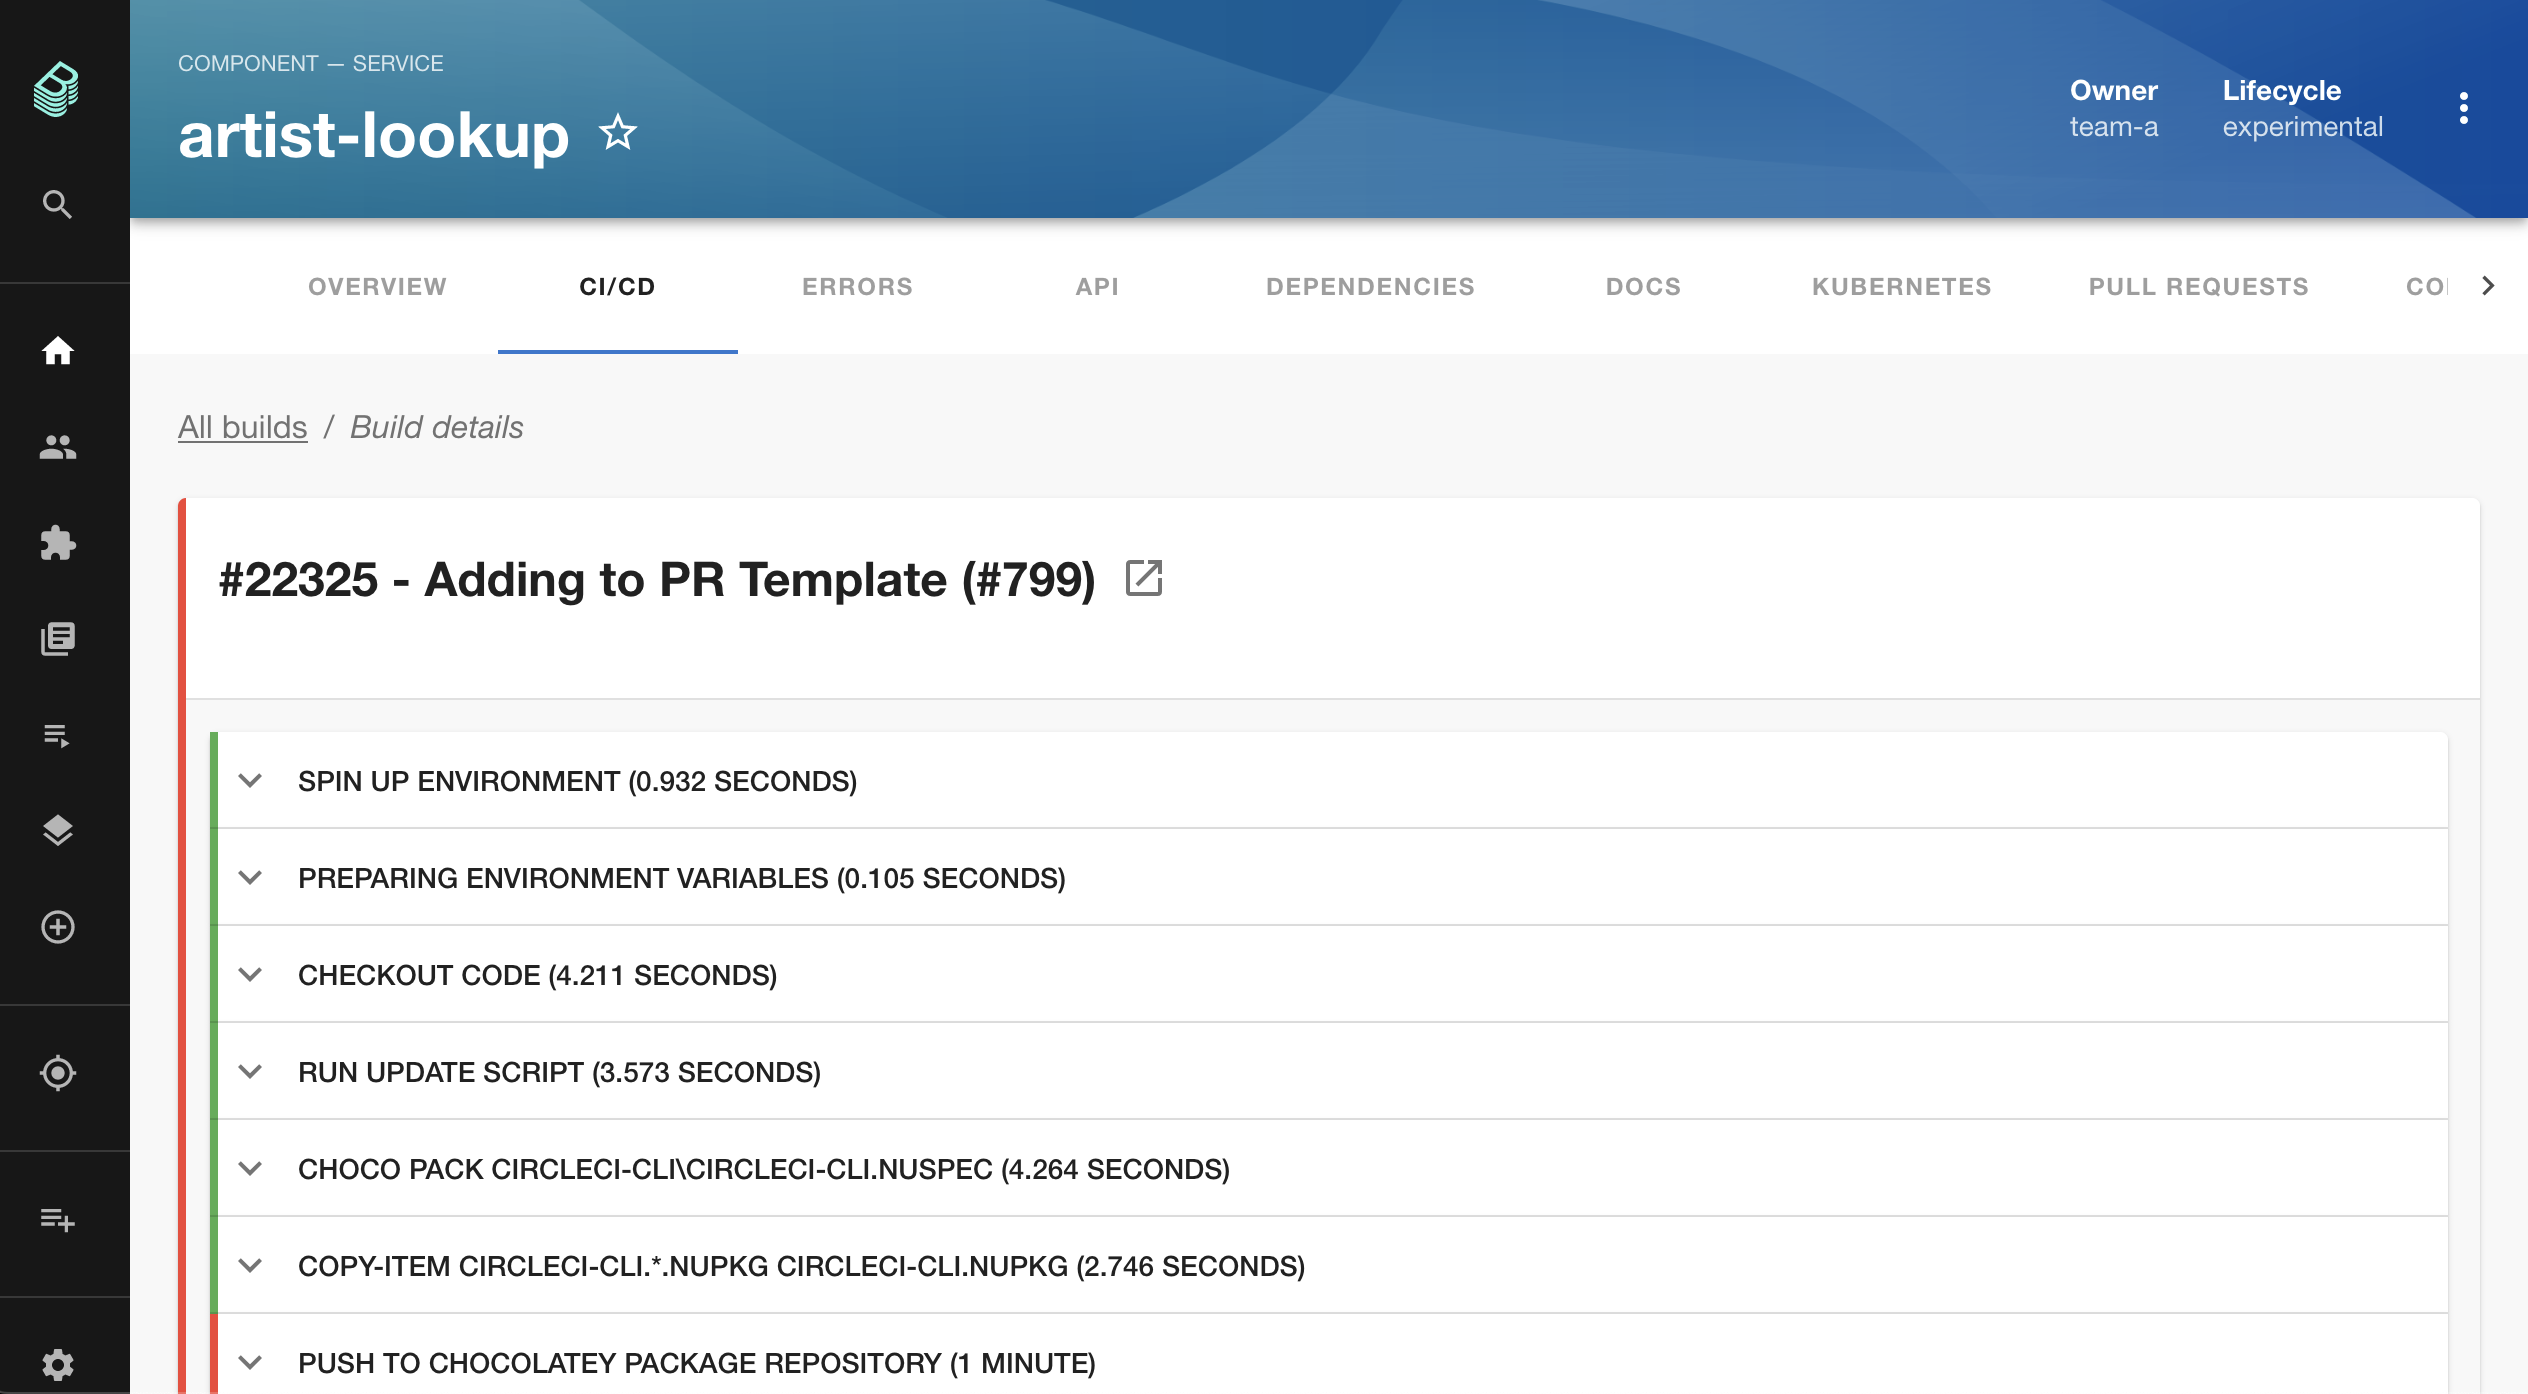 COMPONENT — SERVICE
artist-lookup
Owner
team-a
Lifecycle
experimental
OVERVIEW CI/CD ERRORS API DEPENDENCIES DOCS KUBERNETES PULL REQUESTS
All builds / Build details
#22325 - Adding to PR Template (#799)
SPIN UP ENVIRONMENT (0.932 SECONDS)
PREPARING ENVIRONMENT VARIABLES (0.105 SECONDS)
CHECKOUT CODE (4.211 SECONDS)
RUN UPDATE SCRIPT (3.573 SECONDS)
CHOCO PACK CIRCLECI-CLI\CIRCLECI-CLI.NUSPEC (4.264 SECONDS)
COPY-ITEM CIRCLECI-CLI.*.NUPKG CIRCLECI-CLI.NUPKG (2.746 SECONDS)
PUSH TO CHOCOLATEY PACKAGE REPOSITORY (1 MINUTE)